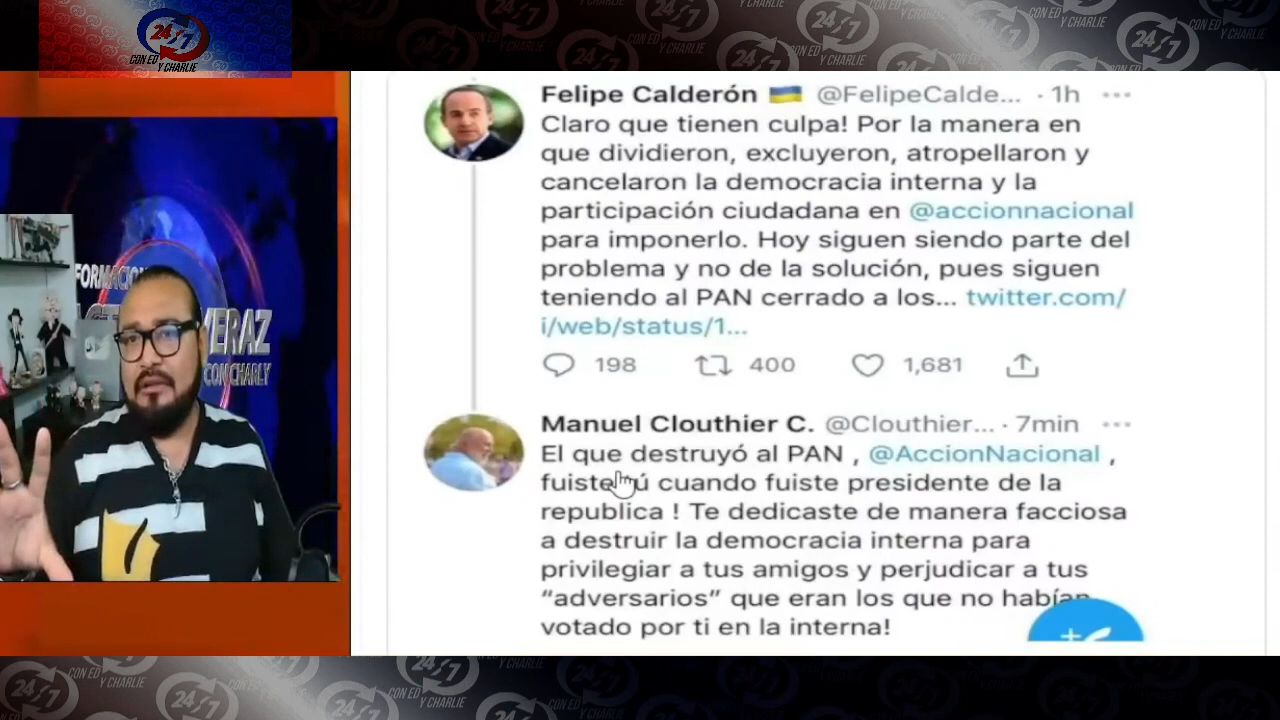 24/7
CON ED
Y CHARLIE
FORMACIÓ
VERAZ
CON CHARLY
Felipe Calderón 🇺🇦 @FelipeCalde... · 1h ···
Claro que tienen culpa! Por la manera en
que dividieron, excluyeron, atropellaron y
cancelaron la democracia interna y la
participación ciudadana en @accionnacional
para imponerlo. Hoy siguen siendo parte del
problema y no de la solución, pues siguen
teniendo al PAN cerrado a los... twitter.com/
i/web/status/1...
198 400 1,681
Manuel Clouthier C. @Clouthier... · 7min ···
El que destruyó al PAN , @AccionNacional ,
fuiste ú cuando fuiste presidente de la
republica ! Te dedicaste de manera facciosa
a destruir la democracia interna para
privilegiar a tus amigos y perjudicar a tus
“adversarios” que eran los que no habían
votado por ti en la interna!